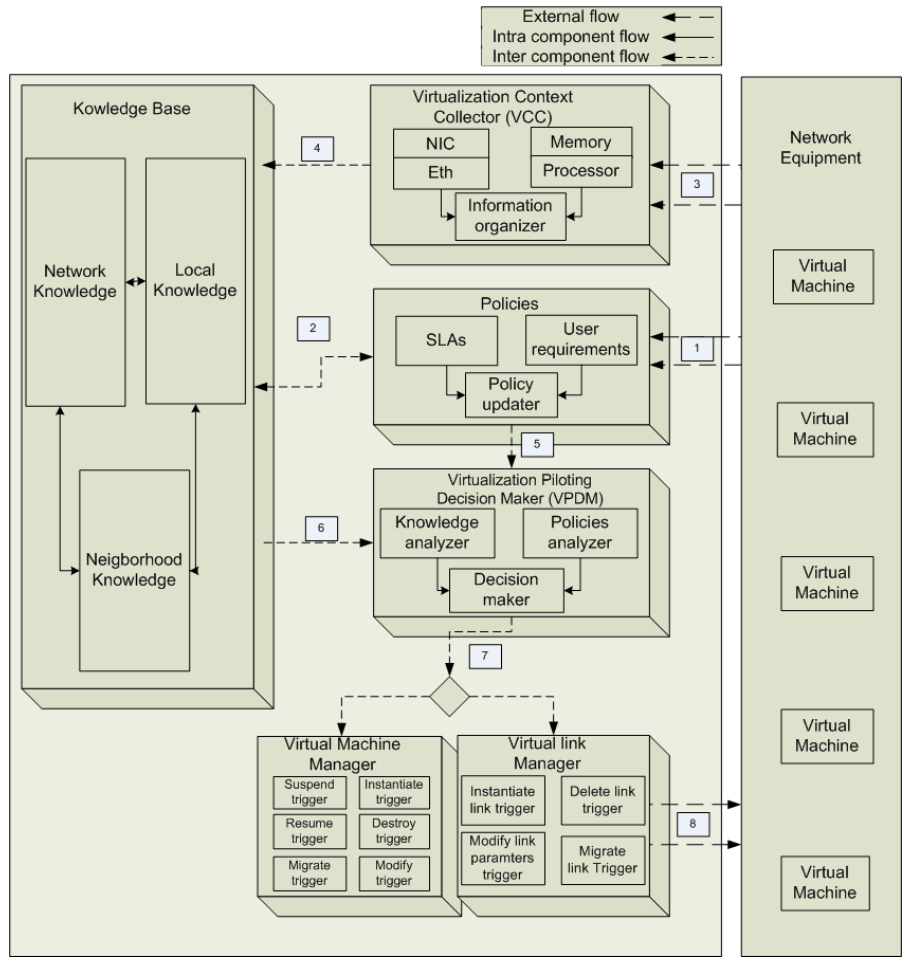 External flow
Intra component flow
Inter component flow
Kowledge Base
Network
Knowledge
Local
Knowledge
Neigborhood
Knowledge
4
2
6
Virtualization Context
Collector (VCC)
NIC
Eth
Memory
Processor
Information
organizer
3
Policies
SLAs
User
requirements
Policy
updater
1
5
Virtualization Piloting
Decision Maker (VPDM)
Knowledge
analyzer
Policies
analyzer
Decision
maker
7
Virtual Machine
Manager
Suspend
trigger
Instantiate
trigger
Resume
trigger
Destroy
trigger
Migrate
trigger
Modify
trigger
Virtual link
Manager
Instantiate
link trigger
Delete link
trigger
Modify link
paramters
trigger
Migrate
link Trigger
8
Network
Equipment
Virtual
Machine
Virtual
Machine
Virtual
Machine
Virtual
Machine
Virtual
Machine